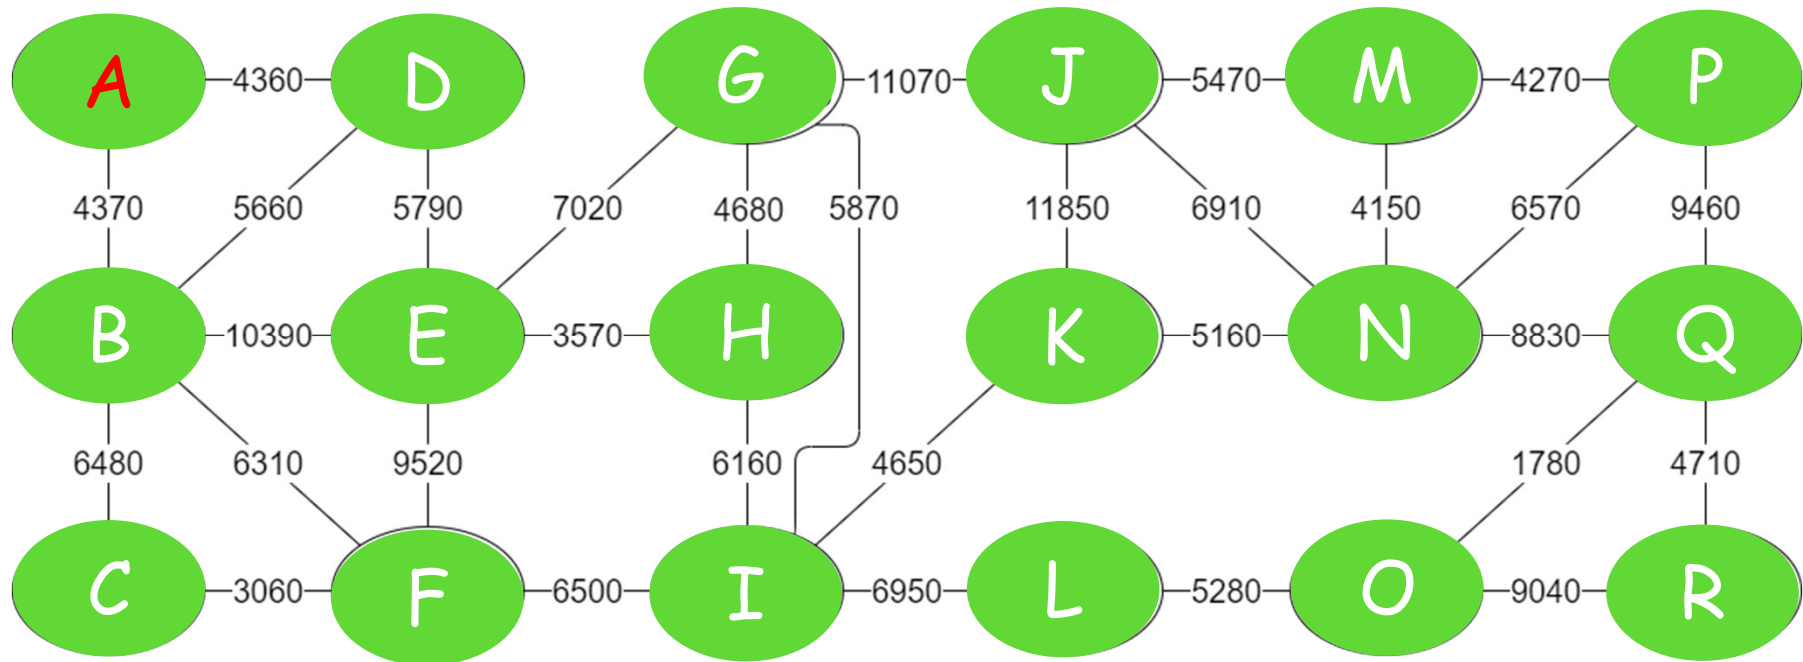 A 4360 D G 11070 J 5470 M 4270 P
4370 5660 5790 7020 4680 5870 11850 6910 4150 6570 9460
B 10390 E 3570 H K 5160 N 8830 Q
6480 6310 9520 6160 4650 1780 4710
C 3060 F 6500 I 6950 L 5280 O 9040 R